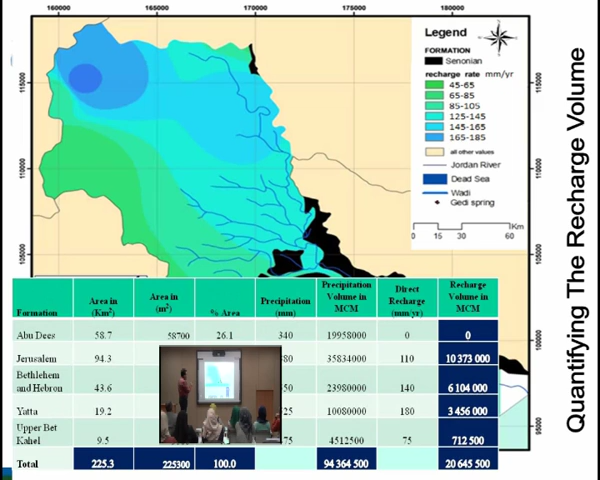 160000 165000 170000 175000 180000
115000
110000
105000
115000
110000
105000
100000
95000
Legend
FORMATION
Senonian
recharge rate mm/yr
45-65
65-85
85-105
125-145
145-165
165-185
all other values
Jordan River
Dead Sea
Wadi
Gedi spring
Km
0 15 30 60
Quantifying The Recharge Volume
Formation Area in (Km²) Area in (m²) % Area Precipitation (mm) Precipitation Volume in MCM Direct Recharge (mm/yr) Recharge Volume in MCM
Abu Dees 58.7 58700 26.1 340 19958000 0 0
Jerusalem 94.3 35834000 110 10 373 000
Bethlehem and Hebron 43.6 23980000 140 6 104 000
Yatta 19.2 10080000 180 3 456 000
Upper Bet Kahel 9.5 4512500 75 712 500
Total 225.3 225300 100.0 94 364 500 20 645 500